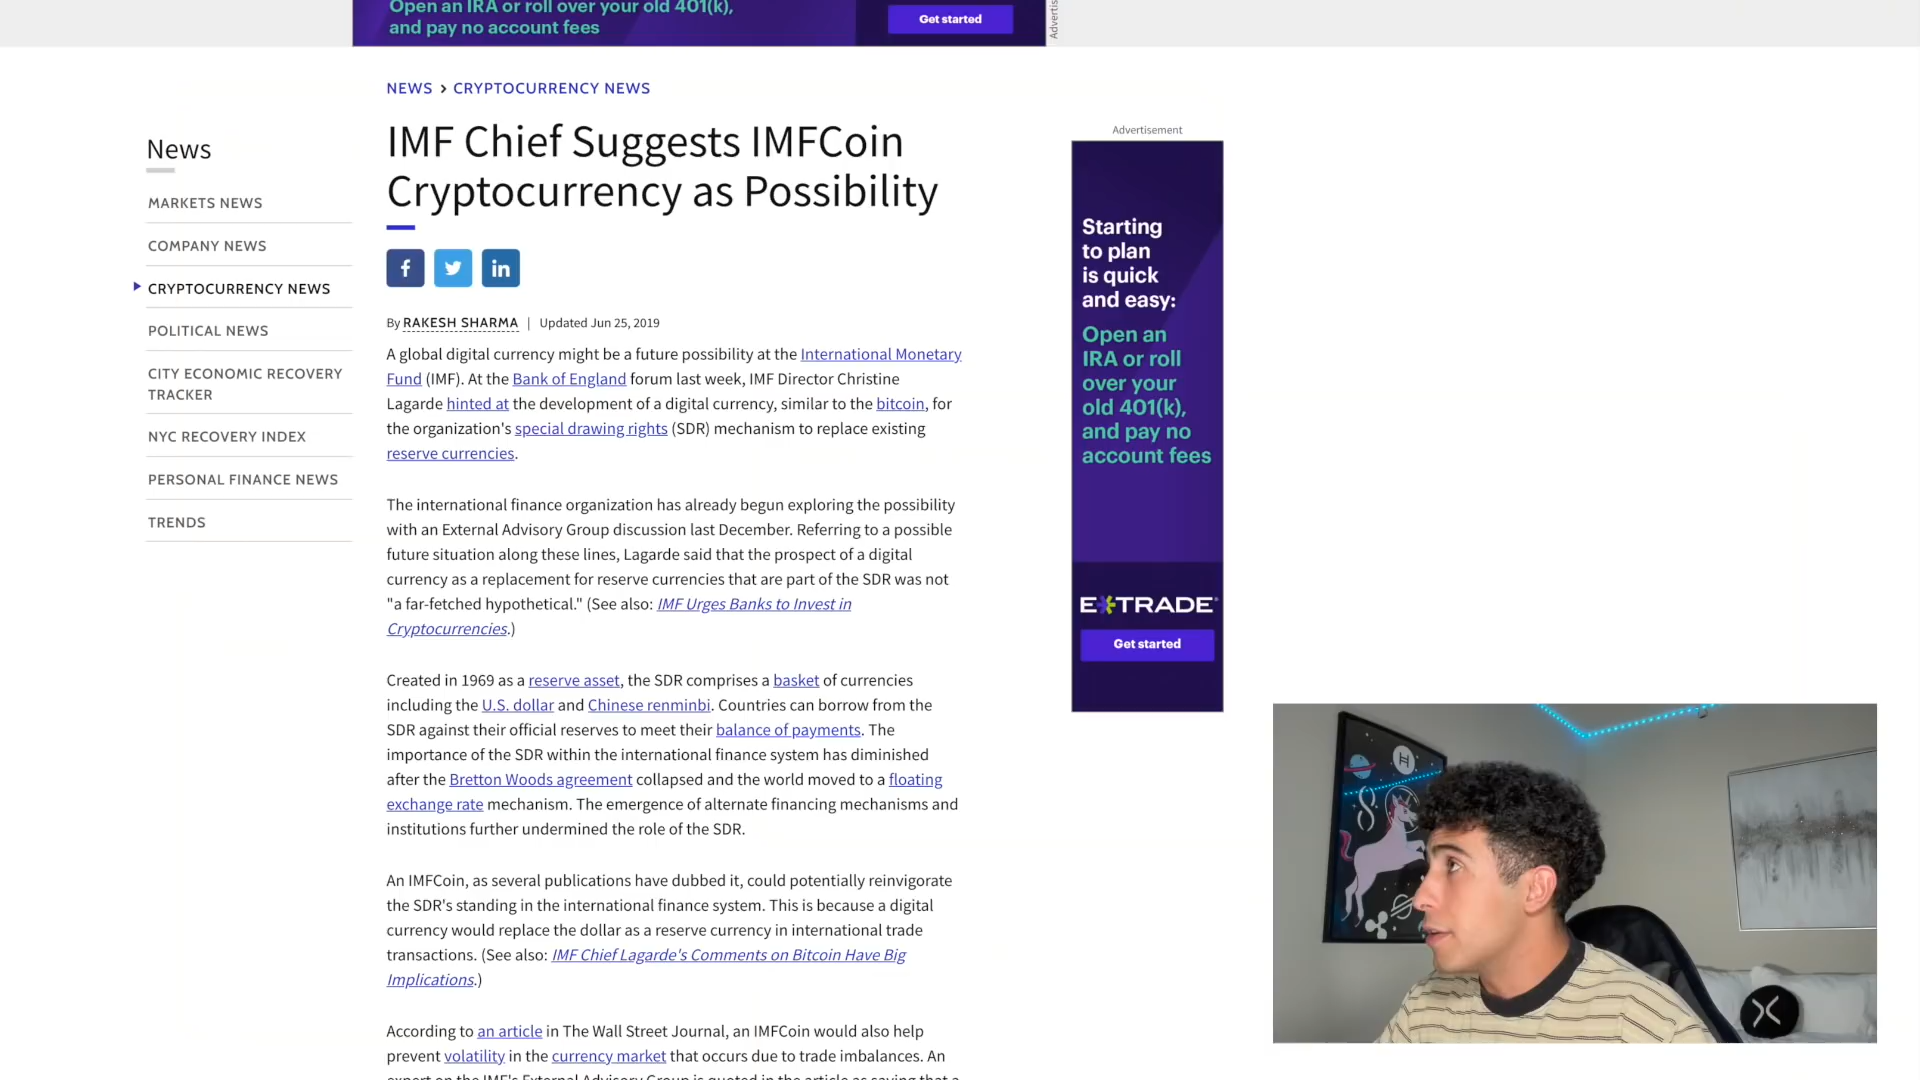 Open an IRA or roll over your old 401(k),
and pay no account fees
Get started
NEWS > CRYPTOCURRENCY NEWS
IMF Chief Suggests IMFCoin
Cryptocurrency as Possibility
News
MARKETS NEWS
COMPANY NEWS
CRYPTOCURRENCY NEWS
POLITICAL NEWS
CITY ECONOMIC RECOVERY
TRACKER
NYC RECOVERY INDEX
PERSONAL FINANCE NEWS
TRENDS
By RAKESH SHARMA | Updated Jun 25, 2019
A global digital currency might be a future possibility at the International Monetary
Fund (IMF). At the Bank of England forum last week, IMF Director Christine
Lagarde hinted at the development of a digital currency, similar to the bitcoin, for
the organization's special drawing rights (SDR) mechanism to replace existing
reserve currencies.
The international finance organization has already begun exploring the possibility
with an External Advisory Group discussion last December. Referring to a possible
future situation along these lines, Lagarde said that the prospect of a digital
currency as a replacement for reserve currencies that are part of the SDR was not
"a far-fetched hypothetical." (See also: IMF Urges Banks to Invest in
Cryptocurrencies.)
Created in 1969 as a reserve asset, the SDR comprises a basket of currencies
including the U.S. dollar and Chinese renminbi. Countries can borrow from the
SDR against their official reserves to meet their balance of payments. The
importance of the SDR within the international finance system has diminished
after the Bretton Woods agreement collapsed and the world moved to a floating
exchange rate mechanism. The emergence of alternate financing mechanisms and
institutions further undermined the role of the SDR.
An IMFCoin, as several publications have dubbed it, could potentially reinvigorate
the SDR's standing in the international finance system. This is because a digital
currency would replace the dollar as a reserve currency in international trade
transactions. (See also: IMF Chief Lagarde's Comments on Bitcoin Have Big
Implications.)
According to an article in The Wall Street Journal, an IMFCoin would also help
prevent volatility in the currency market that occurs due to trade imbalances. An
expert on the IMF's External Advisory Group is quoted in the article as saying that a
Advertisement
Starting
to plan
is quick
and easy:
Open an
IRA or roll
over your
old 401(k),
and pay no
account fees
E*TRADE
Get started